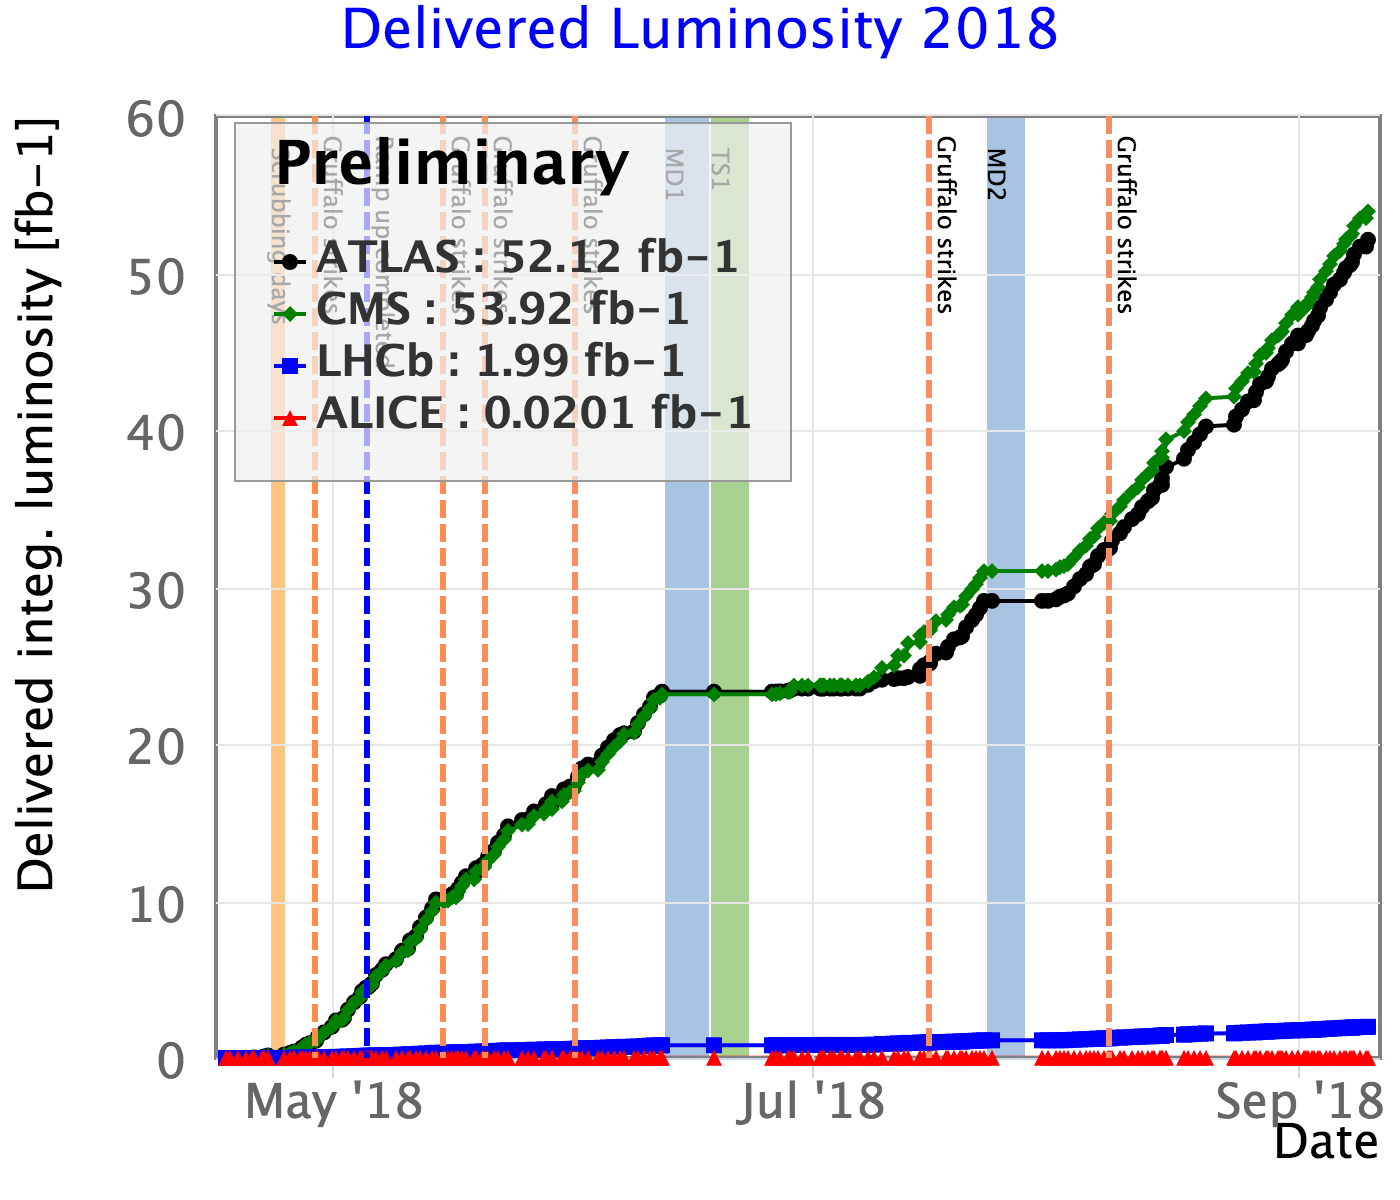 Delivered Luminosity 2018
Delivered integ. luminosity [fb-1]
60
50
40
30
20
10
0
Scrubbing days
Gruffalo strikes
Ramp up completed
Gruffalo strikes
Gruffalo strikes
Gruffalo strikes
MD1
TS1
Gruffalo strikes
MD2
Gruffalo strikes
Preliminary
ATLAS : 52.12 fb-1
CMS : 53.92 fb-1
LHCb : 1.99 fb-1
ALICE : 0.0201 fb-1
May '18
Jul '18
Sep '18
Date